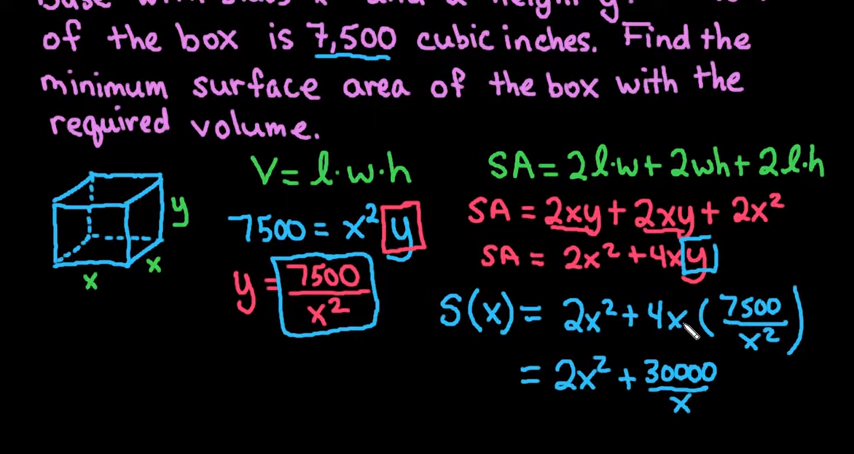 of the box is 7,500 cubic inches. Find the
minimum surface area of the box with the
required volume.
V = l·w·h
SA = 2l·w + 2wh + 2l·h
7500 = x² y
SA = 2xy + 2xy + 2x²
y
x
x
SA = 2x² + 4xy
y = 7500/x²
S(x) = 2x² + 4x (7500/x²)
= 2x² + 30000/x